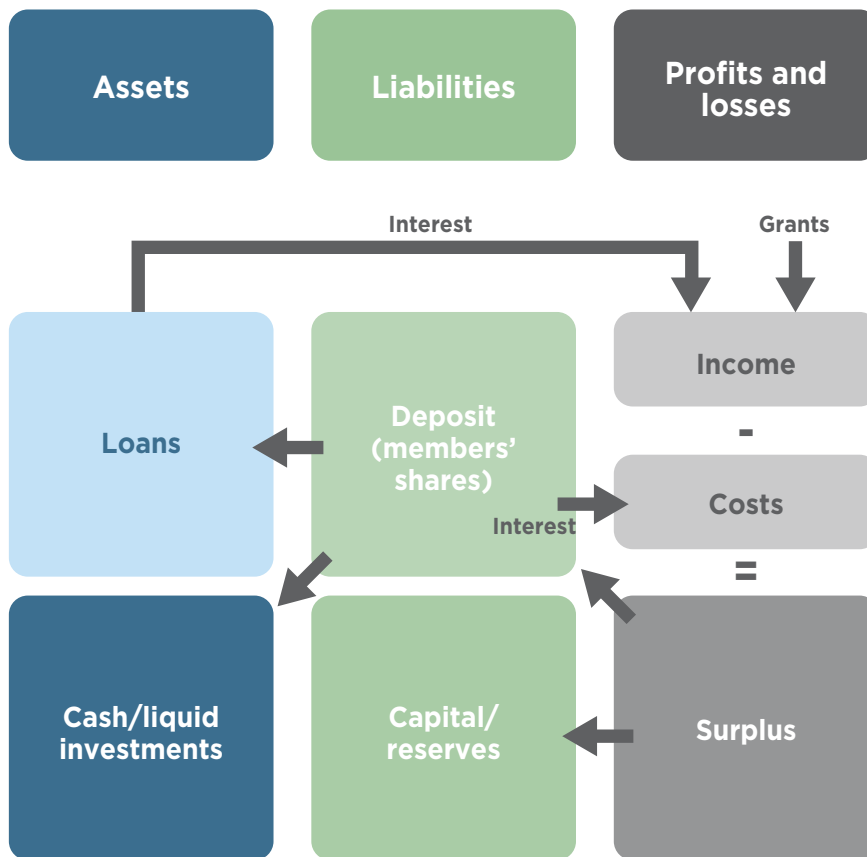 Assets
Liabilities
Profits and
losses
Interest
Grants
Loans
Deposit
(members’
shares)
Interest
Income
-
Costs
=
Cash/liquid
investments
Capital/
reserves
Surplus